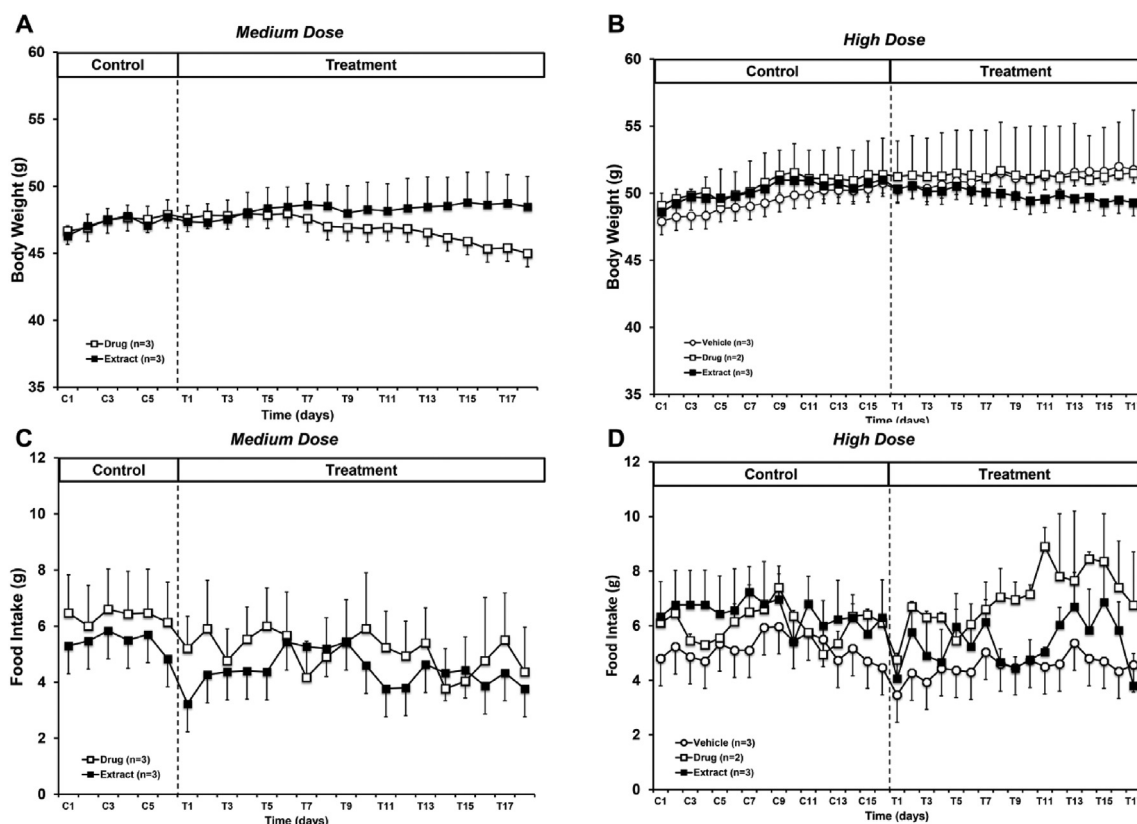 A
Medium Dose
Control
Treatment
60
55
50
45
40
35
Body Weight (g)
Drug (n=3)
Extract (n=3)
C1 C3 C5 T1 T3 T5 T7 T9 T11 T13 T15 T17
Time (days)
B
High Dose
Control
Treatment
60
55
50
45
40
35
Body Weight (g)
Vehicle (n=3)
Drug (n=2)
Extract (n=3)
C1 C3 C5 C7 C9 C11 C13 C15 T1 T3 T5 T7 T9 T11 T13 T15
Time (days)
C
Medium Dose
Control
Treatment
12
10
8
6
4
2
0
Food Intake (g)
Drug (n=3)
Extract (n=3)
C1 C3 C5 T1 T3 T5 T7 T9 T11 T13 T15 T17
Time (days)
D
High Dose
Control
Treatment
12
10
8
6
4
2
0
Food Intake (g)
Vehicle (n=3)
Drug (n=2)
Extract (n=3)
C1 C3 C5 C7 C9 C11 C13 C15 T1 T3 T5 T7 T9 T11 T13 T15
Time (days)